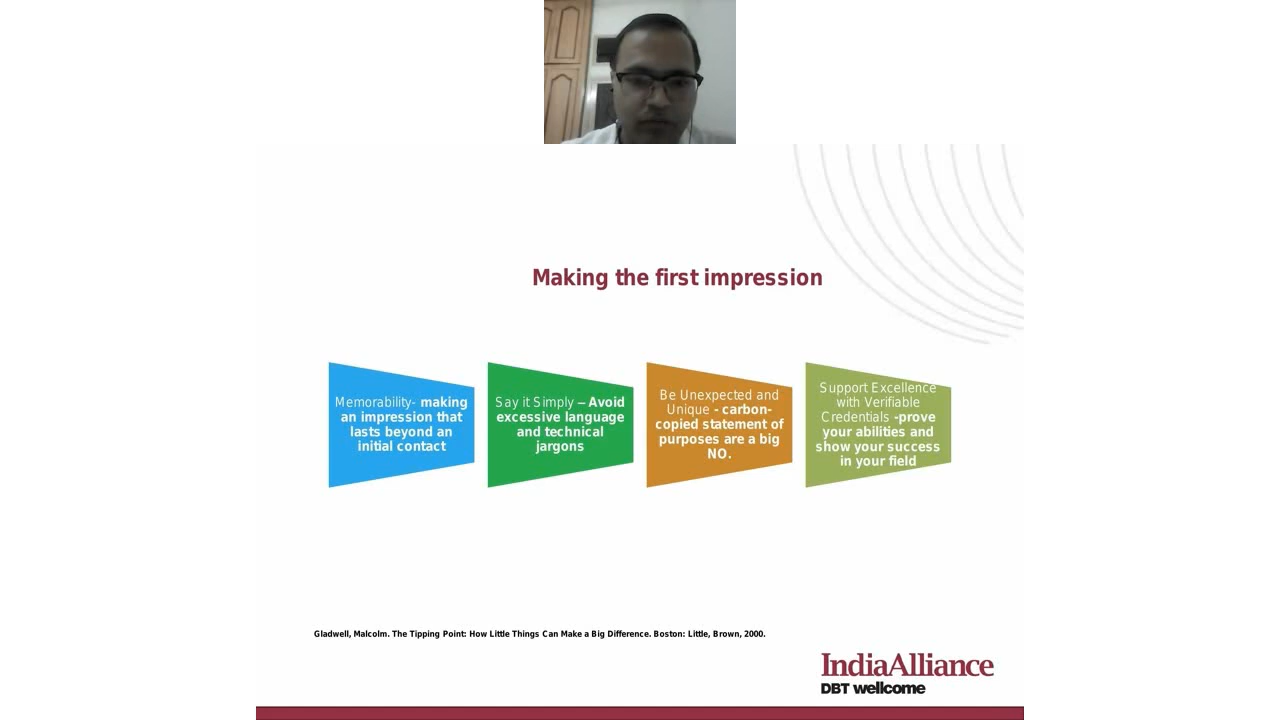 Making the first impression
Memorability- making
an impression that
lasts beyond an
initial contact
Say it Simply – Avoid
excessive language
and technical
jargons
Be Unexpected and
Unique - carbon-
copied statement of
purposes are a big
NO.
Support Excellence
with Verifiable
Credentials -prove
your abilities and
show your success
in your field
Gladwell, Malcolm. The Tipping Point: How Little Things Can Make a Big Difference. Boston: Little, Brown, 2000.
IndiaAlliance
DBT wellcome